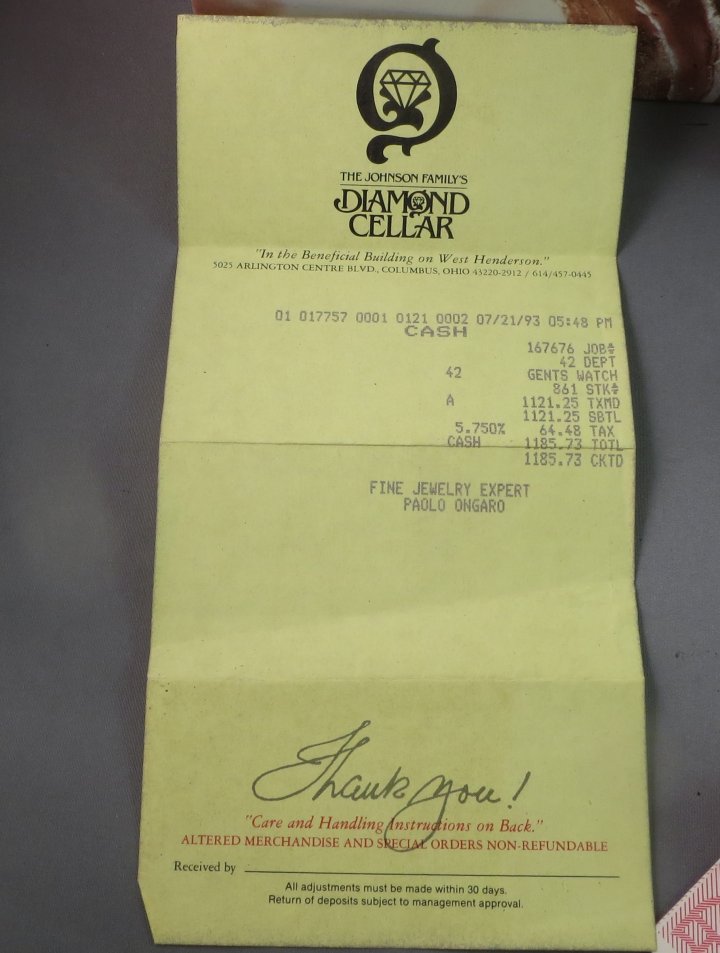 THE JOHNSON FAMILY'S
DIAMOND
CELLAR
"In the Beneficial Building on West Henderson."
5025 ARLINGTON CENTRE BLVD., COLUMBUS, OHIO 43220-2912 / 614/457-0445
01 017757 0001 0121 0002 07/21/93 05:48 PM
CASH
167676 JOB#
42 DEPT
42 GENTS WATCH
861 STK#
A 1121.25 TXMD
1121.25 SBTL
5.750% 64.48 TAX
CASH 1185.73 TOTL
1185.73 CKTD
FINE JEWELRY EXPERT
PAOLO ONGARO
Thank you!
"Care and Handling Instructions on Back."
ALTERED MERCHANDISE AND SPECIAL ORDERS NON-REFUNDABLE
Received by
All adjustments must be made within 30 days.
Return of deposits subject to management approval.